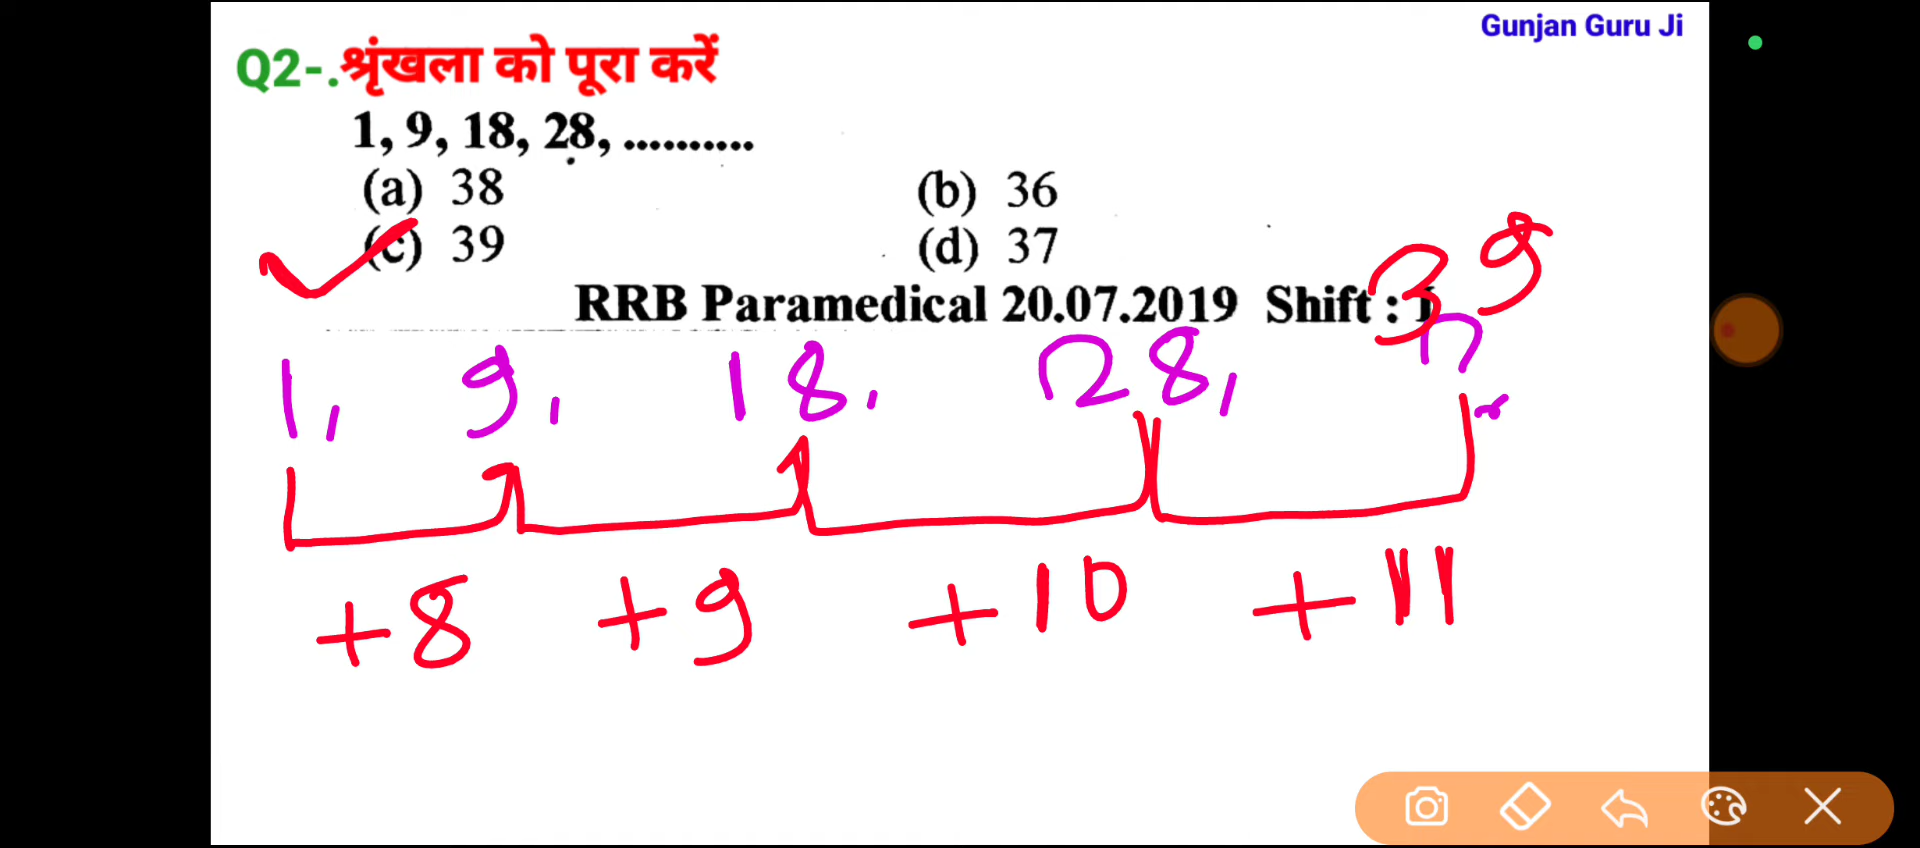 Gunjan Guru Ji
Q2-.श्रृंखला को पूरा करें
1, 9, 18, 28, ..........
(a) 38 (b) 36
(c) 39 (d) 37
RRB Paramedical 20.07.2019 Shift : I
39
1, 9, 18, 28, ?
+8 +9 +10 +11